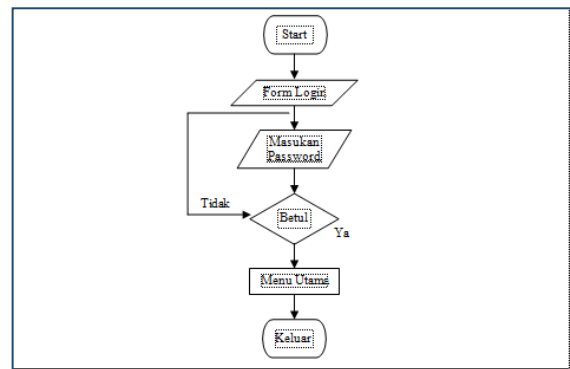 Start
Form Login
Masukan
Password
Tidak
Betul
Ya
Menu Utama
Keluar